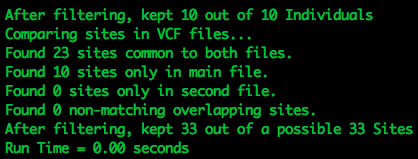 After filtering, kept 10 out of 10 Individuals
Comparing sites in VCF files...
Found 23 sites common to both files.
Found 10 sites only in main file.
Found 0 sites only in second file.
Found 0 non-matching overlapping sites.
After filtering, kept 33 out of a possible 33 Sites
Run Time = 0.00 seconds